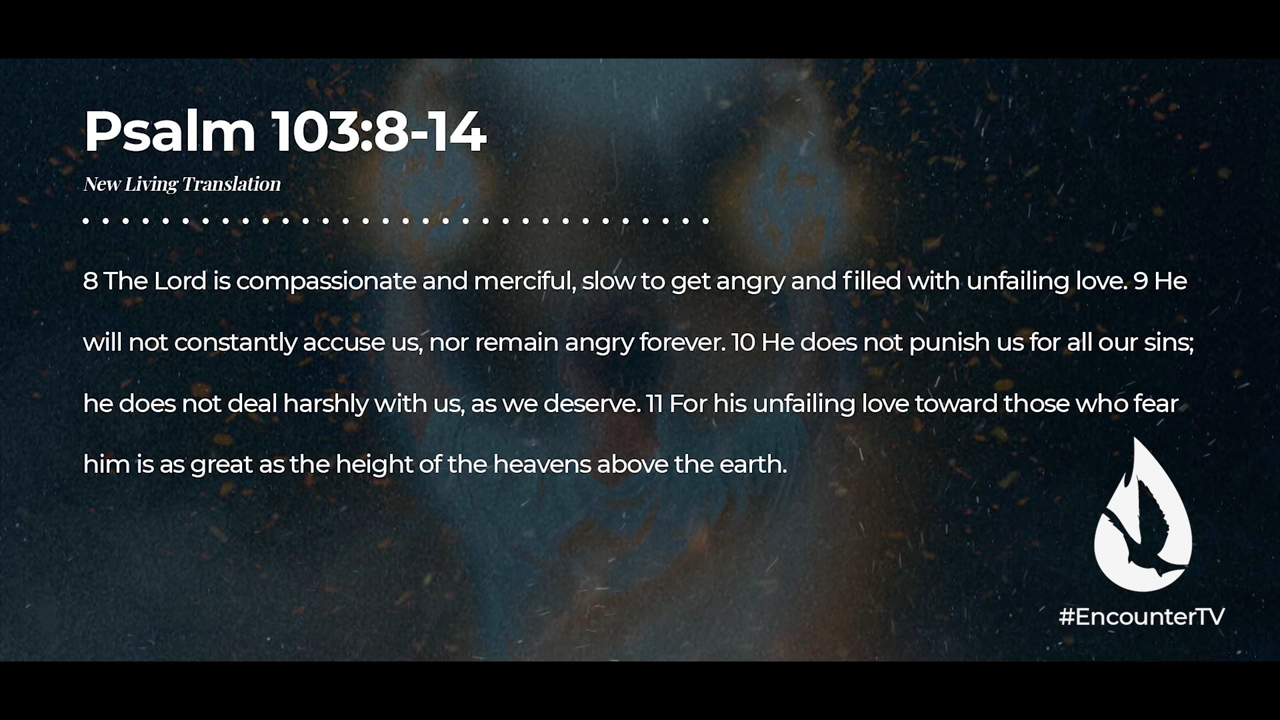 Psalm 103:8-14
New Living Translation
8 The Lord is compassionate and merciful, slow to get angry and filled with unfailing love. 9 He
will not constantly accuse us, nor remain angry forever. 10 He does not punish us for all our sins;
he does not deal harshly with us, as we deserve. 11 For his unfailing love toward those who fear
him is as great as the height of the heavens above the earth.
#EncounterTV